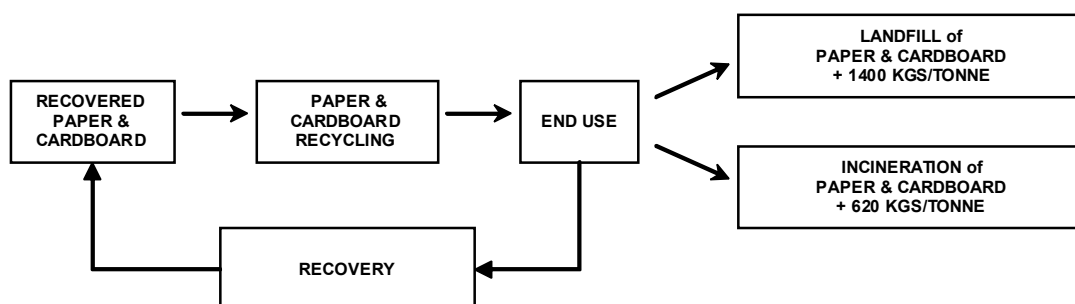 RECOVERED
PAPER &
CARDBOARD
PAPER &
CARDBOARD
RECYCLING
END USE
LANDFILL of
PAPER & CARDBOARD
+ 1400 KGS/TONNE
INCINERATION of
PAPER & CARDBOARD
+ 620 KGS/TONNE
RECOVERY